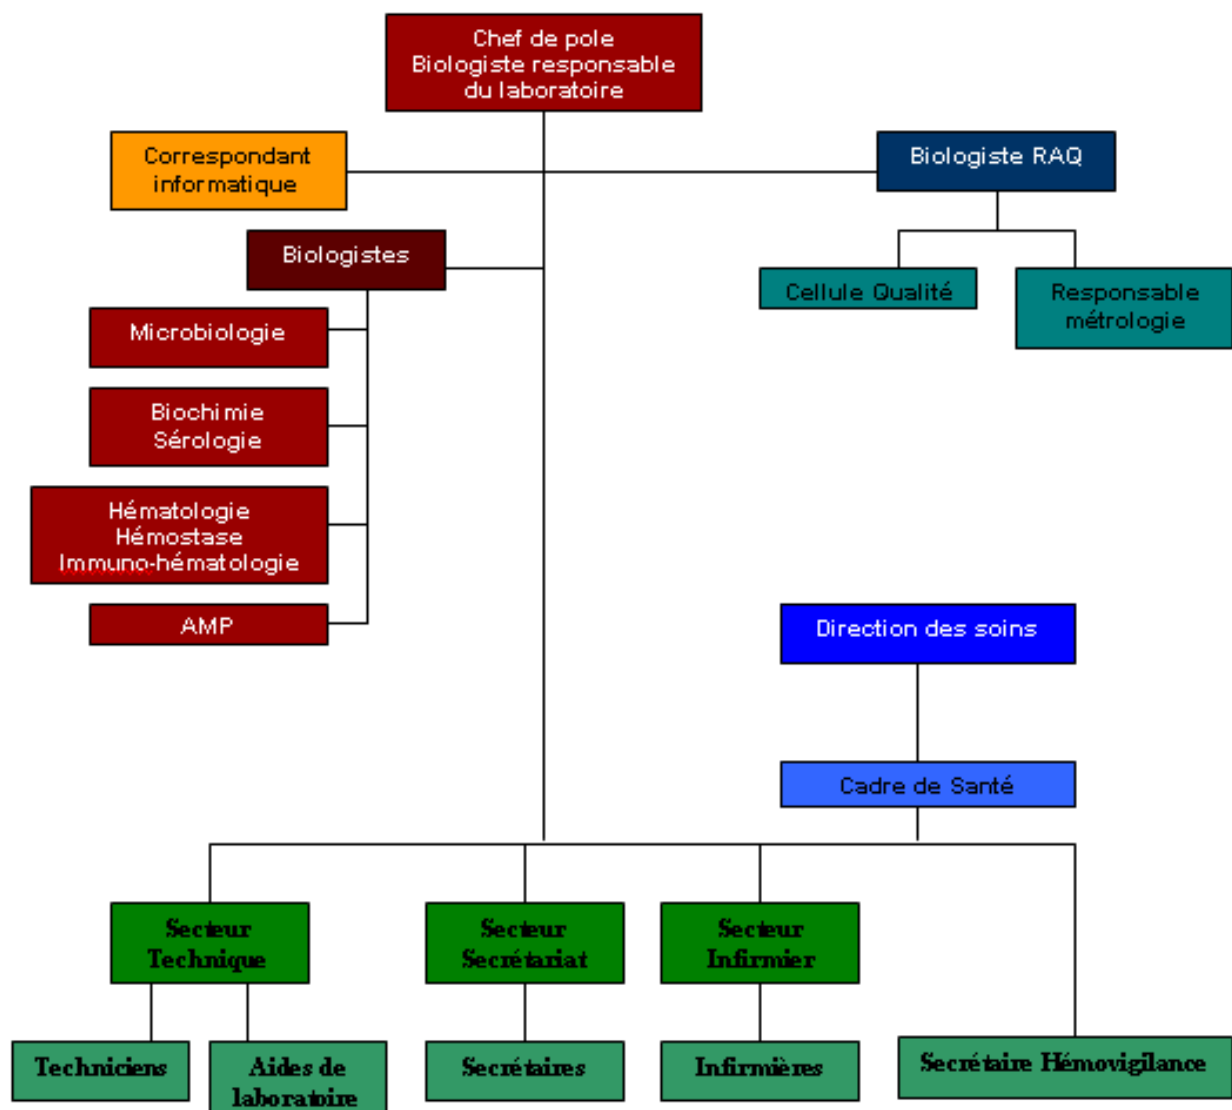 Chef de pole
Biologiste responsable
du laboratoire
Correspondant
informatique
Biologiste RAQ
Biologistes
Cellule Qualité
Responsable
métrologie
Microbiologie
Biochimie
Sérologie
Hématologie
Hémostase
Immuno-hématologie
AMP
Direction des soins
Cadre de Santé
Secteur
Technique
Secteur
Secrétariat
Secteur
Infirmier
Techniciens
Aides de
laboratoire
Secrétaires
Infirmières
Secrétaire Hémovigilance